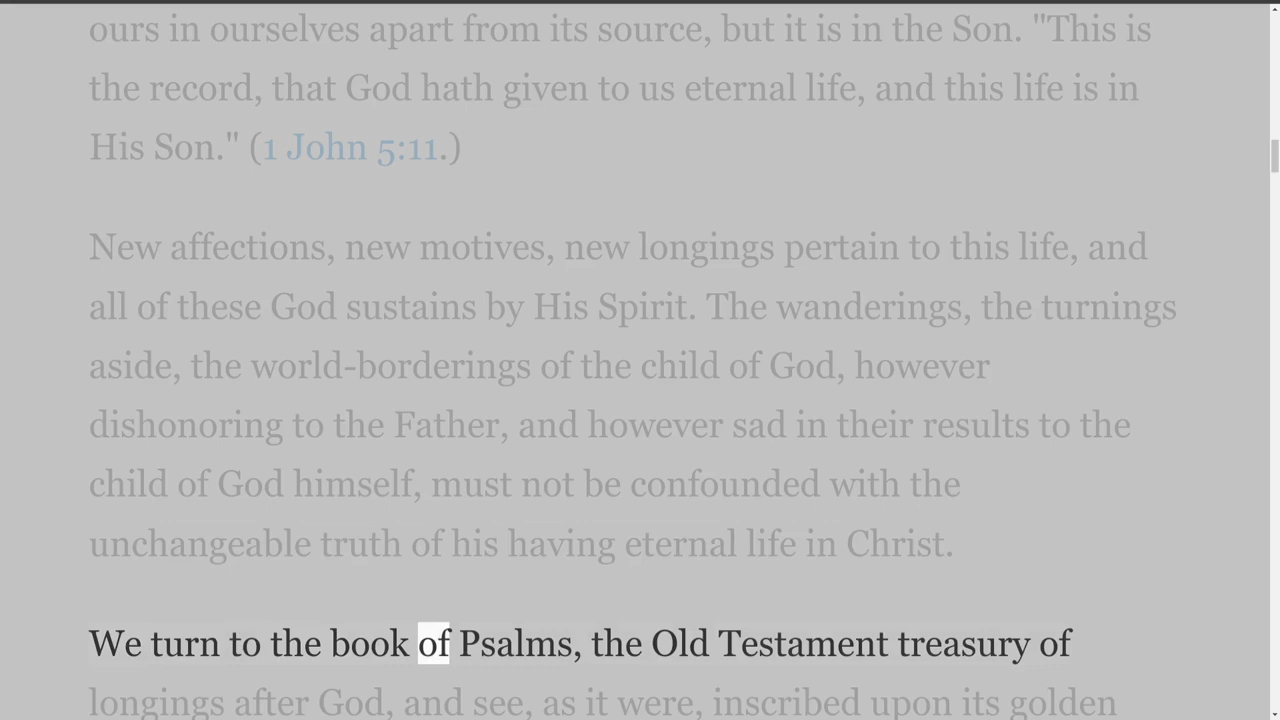 ours in ourselves apart from its source, but it is in the Son. "This is
the record, that God hath given to us eternal life, and this life is in
His Son." (1 John 5:11.)
New affections, new motives, new longings pertain to this life, and
all of these God sustains by His Spirit. The wanderings, the turnings
aside, the world-borderings of the child of God, however
dishonoring to the Father, and however sad in their results to the
child of God himself, must not be confounded with the
unchangeable truth of his having eternal life in Christ.
We turn to the book of Psalms, the Old Testament treasury of
longings after God, and see, as it were, inscribed upon its golden